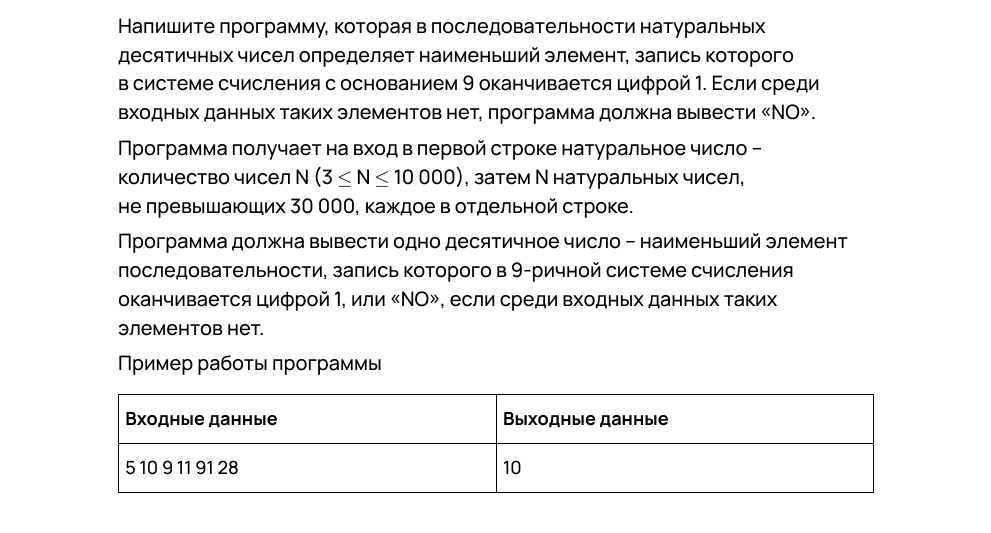 Напишите программу, которая в последовательности натуральных
десятичных чисел определяет наименьший элемент, запись которого
в системе счисления с основанием 9 оканчивается цифрой 1. Если среди
входных данных таких элементов нет, программа должна вывести «NO».
Программа получает на вход в первой строке натуральное число –
количество чисел N (3 ≤ N ≤ 10 000), затем N натуральных чисел,
не превышающих 30 000, каждое в отдельной строке.
Программа должна вывести одно десятичное число – наименьший элемент
последовательности, запись которого в 9-ричной системе счисления
оканчивается цифрой 1, или «NO», если среди входных данных таких
элементов нет.
Пример работы программы
Входные данные
Выходные данные
5 10 9 11 91 28
10